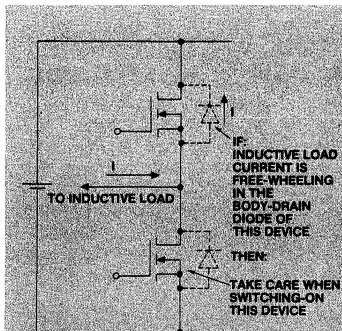 I
IF:
INDUCTIVE LOAD
CURRENT IS
FREE-WHEELING
IN THE
BODY-DRAIN
DIODE OF
THIS DEVICE
I
TO INDUCTIVE LOAD
THEN:
TAKE CARE WHEN
SWITCHING-ON
THIS DEVICE